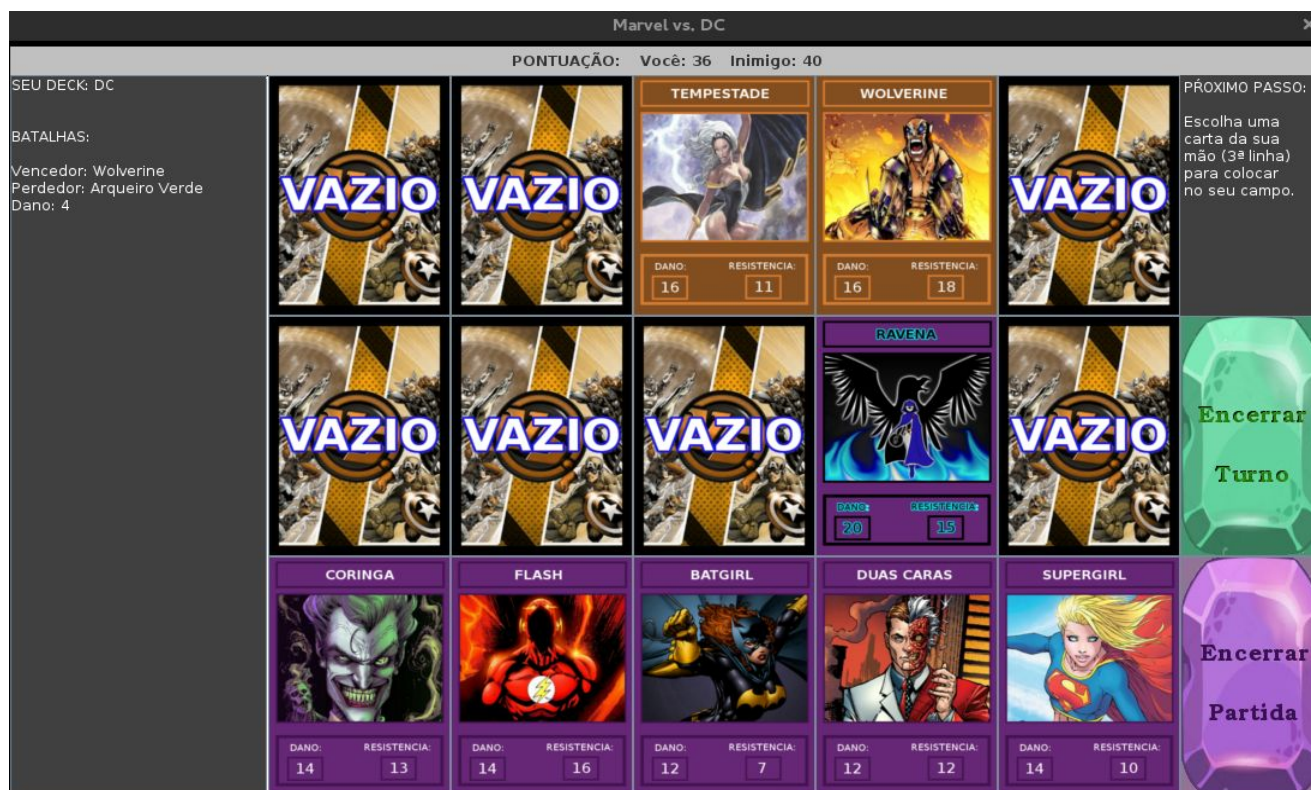 Marvel vs. DC
PONTUAÇÃO: Você: 36 Inimigo: 40
SEU DECK: DC
BATALHAS:
Vencedor: Wolverine
Perdedor: Arqueiro Verde
Dano: 4
VAZIO
VAZIO
TEMPESTADE
DANO: RESISTENCIA:
16 11
WOLVERINE
DANO: RESISTENCIA:
16 18
VAZIO
PŔOXIMO PASSO:
Escolha uma
carta da sua
mão (3ª linha)
para colocar
no seu campo.
VAZIO
VAZIO
VAZIO
RAVENA
DANO: RESISTENCIA:
20 15
VAZIO
Encerrar
Turno
CORINGA
DANO: RESISTENCIA:
14 13
FLASH
DANO: RESISTENCIA:
14 16
BATGIRL
DANO: RESISTENCIA:
12 7
DUAS CARAS
DANO: RESISTENCIA:
12 12
SUPERGIRL
DANO: RESISTENCIA:
14 10
Encerrar
Partida